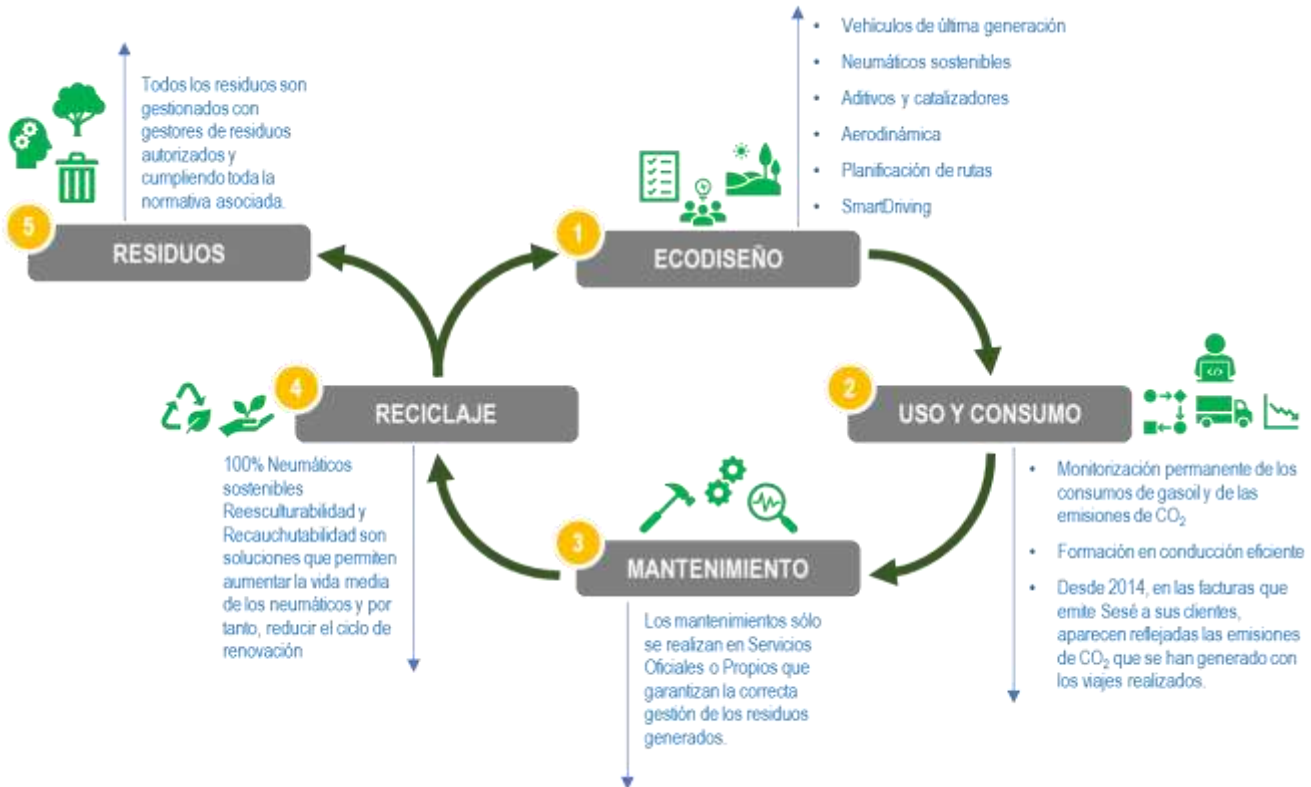 1
ECODISEÑO
• Vehículos de última generación
• Neumáticos sostenibles
• Aditivos y catalizadores
• Aerodinámica
• Planificación de rutas
• SmartDriving
2
USO Y CONSUMO
• Monitorización permanente de los
consumos de gasoil y de las
emisiones de CO₂
• Formación en conducción eficiente
• Desde 2014, en las facturas que
emite Sesé a sus clientes,
aparecen reflejadas las emisiones
de CO₂ que se han generado con
los viajes realizados.
3
MANTENIMIENTO
Los mantenimientos sólo
se realizan en Servicios
Oficiales o Propios que
garantizan la correcta
gestión de los residuos
generados.
4
RECICLAJE
100% Neumáticos
sostenibles
Reesculturabilidad y
Recauchutabilidad son
soluciones que permiten
aumentar la vida media
de los neumáticos y por
tanto, reducir el ciclo de
renovación
5
RESIDUOS
Todos los residuos son
gestionados con
gestores de residuos
autorizados y
cumpliendo toda la
normativa asociada.